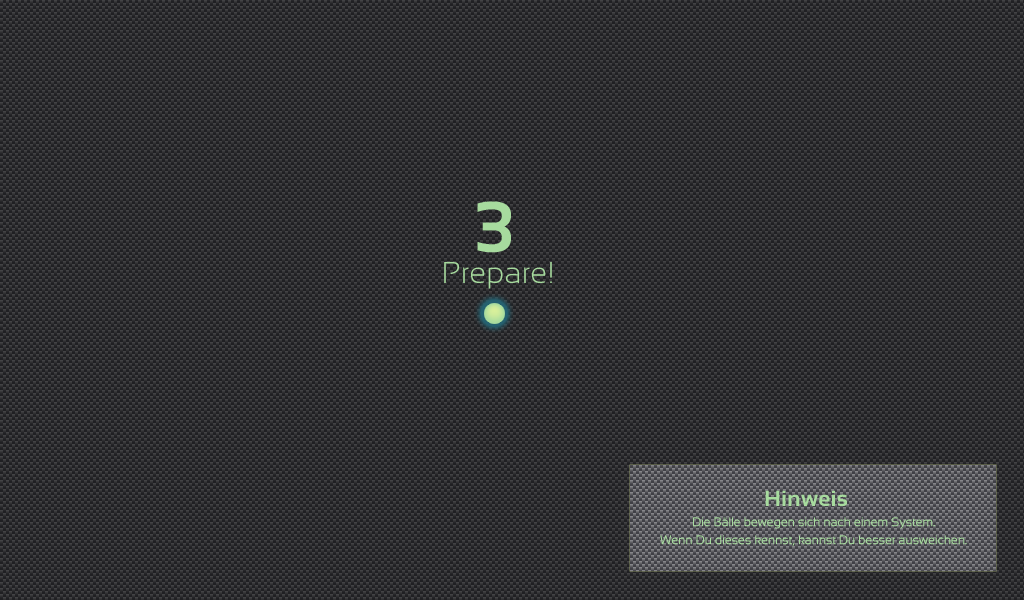 3
Prepare!
Hinweis
Die Bälle bewegen sich nach einem System.
Wenn Du dieses kennst, kannst Du besser ausweichen.